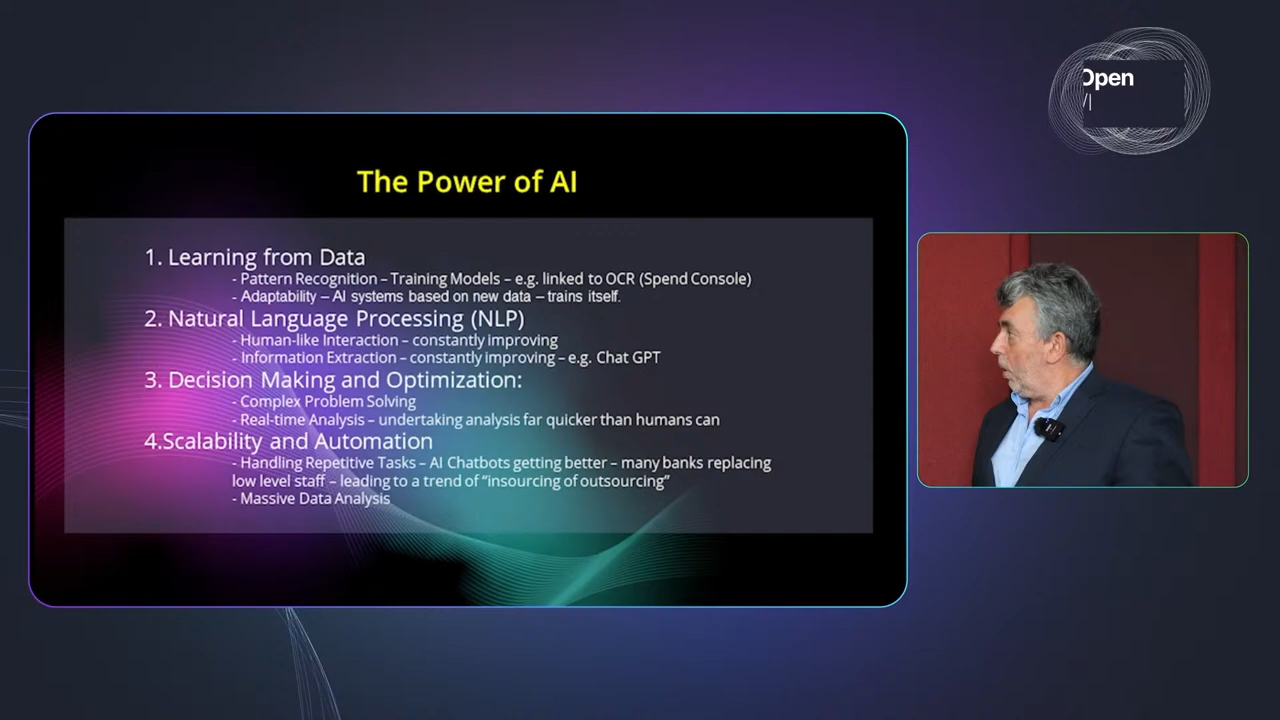 Open
The Power of AI
1. Learning from Data
- Pattern Recognition – Training Models – e.g. linked to OCR (Spend Console)
- Adaptability – AI systems based on new data – trains itself.
2. Natural Language Processing (NLP)
- Human-like Interaction – constantly improving
- Information Extraction – constantly improving – e.g. Chat GPT
3. Decision Making and Optimization:
- Complex Problem Solving
- Real-time Analysis – undertaking analysis far quicker than humans can
4.Scalability and Automation
- Handling Repetitive Tasks – AI Chatbots getting better – many banks replacing
low level staff – leading to a trend of “insourcing of outsourcing”
- Massive Data Analysis